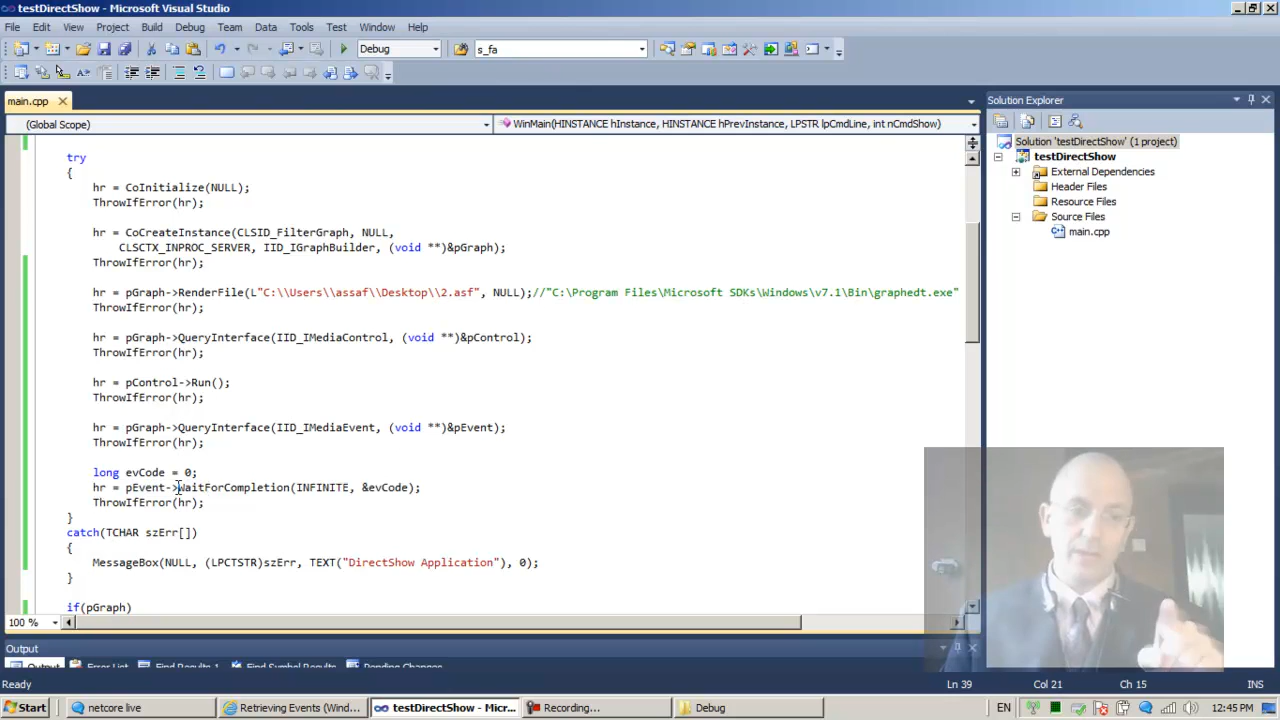 testDirectShow - Microsoft Visual Studio
File Edit View Project Build Debug Team Data Tools Test Window Help
Debug s_fa
main.cpp
Solution Explorer
(Global Scope) WinMain(HINSTANCE hInstance, HINSTANCE hPrevInstance, LPSTR lpCmdLine, int nCmdShow)
Solution 'testDirectShow' (1 project)
testDirectShow
External Dependencies
Header Files
Resource Files
Source Files
main.cpp
try
{
hr = CoInitialize(NULL);
ThrowIfError(hr);
hr = CoCreateInstance(CLSID_FilterGraph, NULL,
CLSCTX_INPROC_SERVER, IID_IGraphBuilder, (void **)&pGraph);
ThrowIfError(hr);
hr = pGraph->RenderFile(L"C:\\Users\\assaf\\Desktop\\2.asf", NULL);//"C:\Program Files\Microsoft SDKs\Windows\v7.1\Bin\graphedt.exe"
ThrowIfError(hr);
hr = pGraph->QueryInterface(IID_IMediaControl, (void **)&pControl);
ThrowIfError(hr);
hr = pControl->Run();
ThrowIfError(hr);
hr = pGraph->QueryInterface(IID_IMediaEvent, (void **)&pEvent);
ThrowIfError(hr);
long evCode = 0;
hr = pEvent->WaitForCompletion(INFINITE, &evCode);
ThrowIfError(hr);
}
catch(TCHAR szErr[])
{
MessageBox(NULL, (LPCTSTR)szErr, TEXT("DirectShow Application"), 0);
}
if(pGraph)
100 %
Output
Output Error List Find Results 1 Find Symbol Results Pending Changes
Ready Ln 39 Col 21 Ch 15 INS
Start netcore live Retrieving Events (Wind... testDirectShow - Micr... Recording... Debug EN 12:45 PM